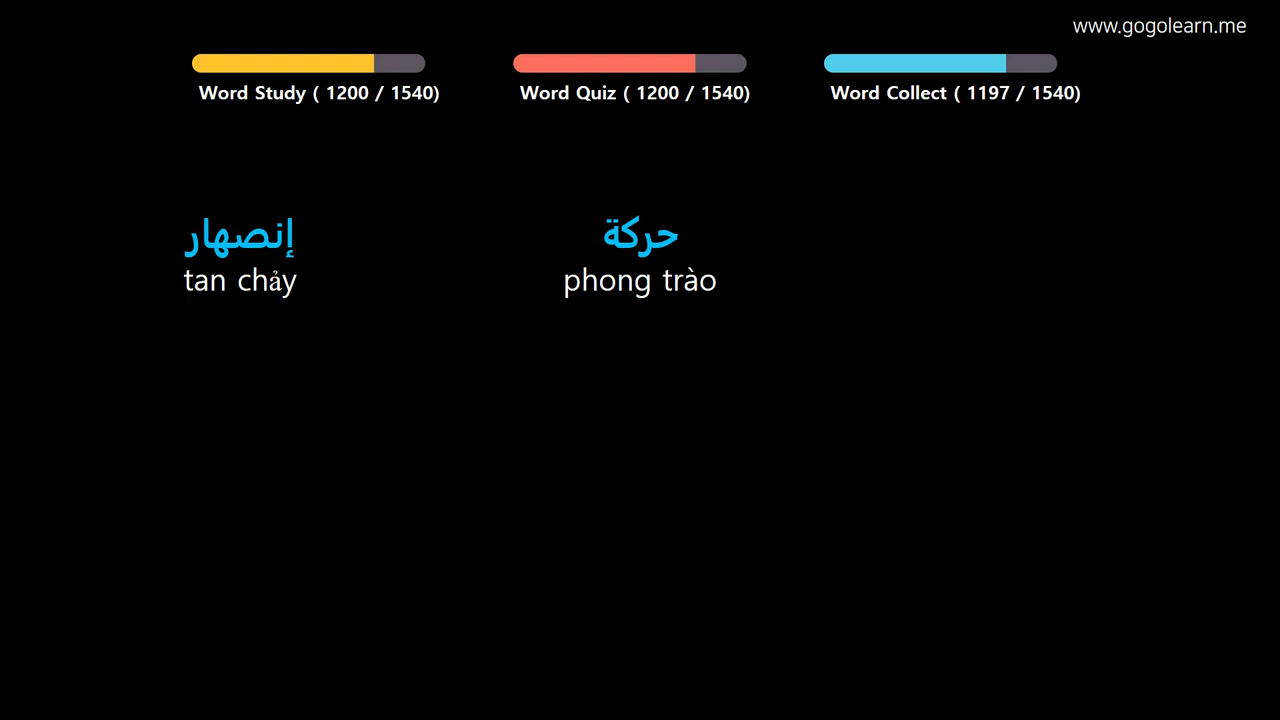 www.gogolearn.me
Word Study ( 1200 / 1540)
Word Quiz ( 1200 / 1540)
Word Collect ( 1197 / 1540)
إنصهار
tan chảy
حركة
phong trào